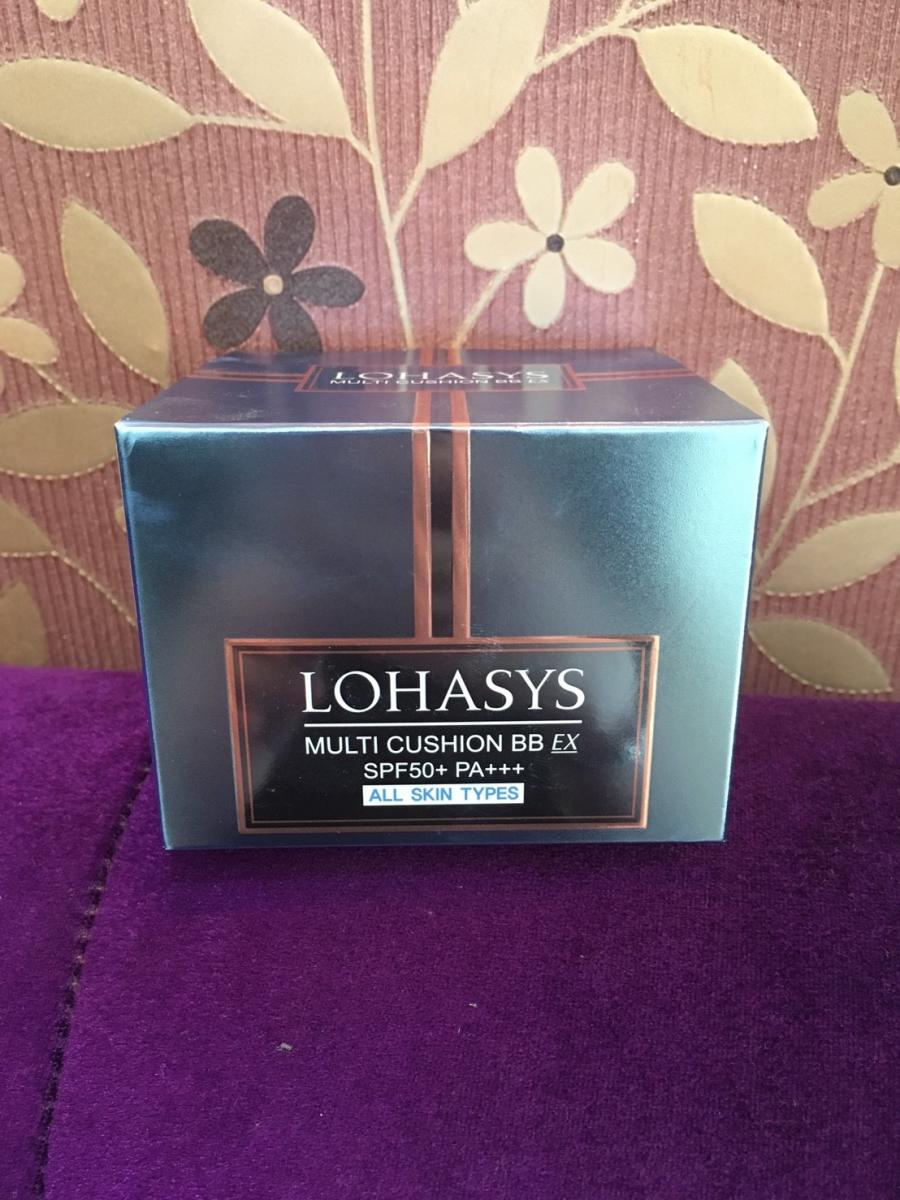 LOHASYS
MULTI CUSHION BB EX
LOHASYS
MULTI CUSHION BB EX
SPF50+ PA+++
ALL SKIN TYPES